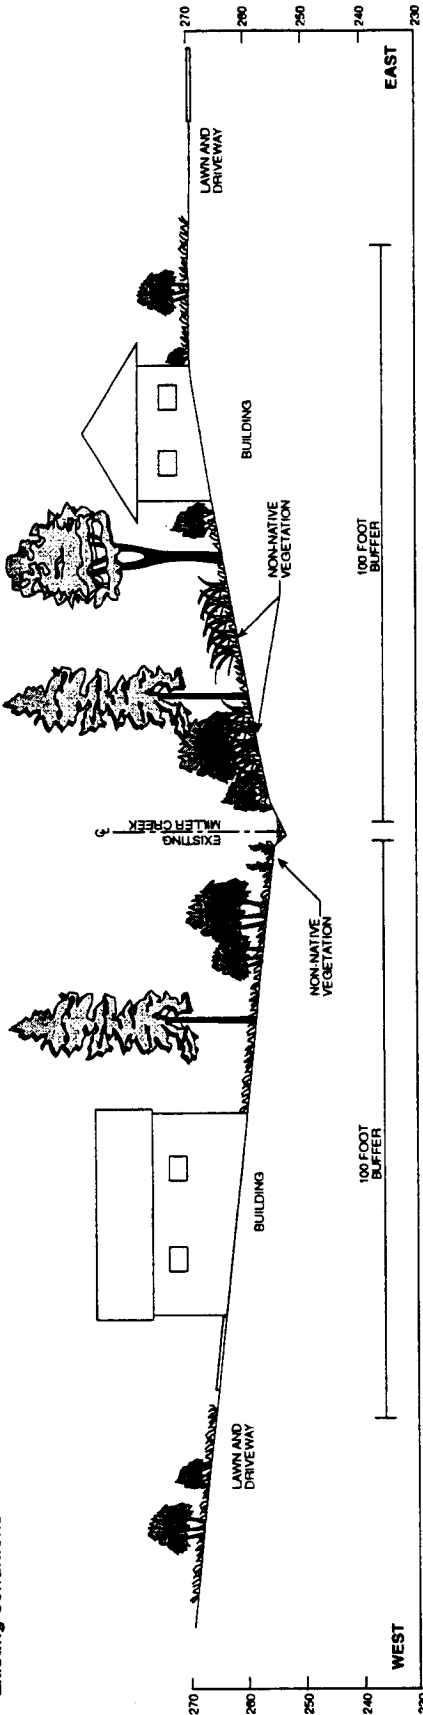 270
260
250
240
230
WEST
LAWN AND
DRIVEWAY
BUILDING
100 FOOT
BUFFER
NON-NATIVE
VEGETATION
EXISTING
MILLER CREEK
NON-NATIVE
VEGETATION
100 FOOT
BUFFER
BUILDING
LAWN AND
DRIVEWAY
EAST
270
260
250
240
230